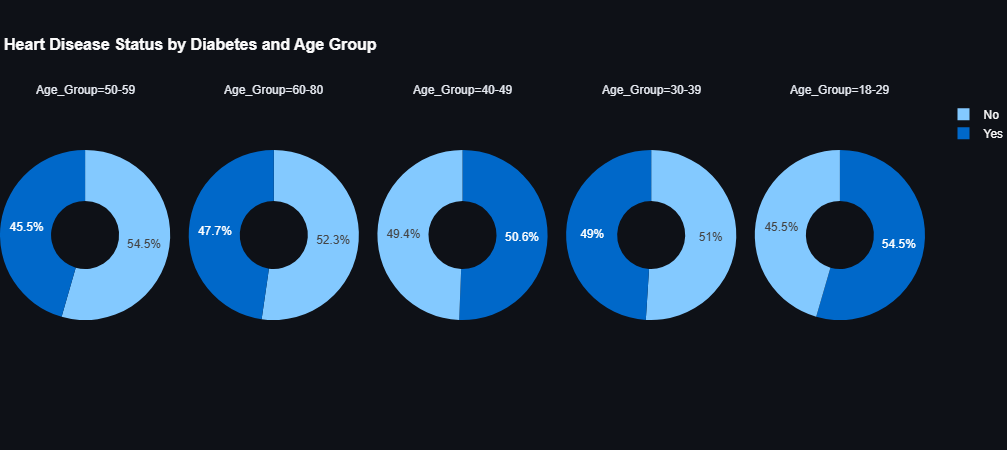 Heart Disease Status by Diabetes and Age Group
Age_Group=50-59
Age_Group=60-80
Age_Group=40-49
Age_Group=30-39
Age_Group=18-29
No
Yes
45.5%
54.5%
47.7%
52.3%
49.4%
50.6%
49%
51%
45.5%
54.5%